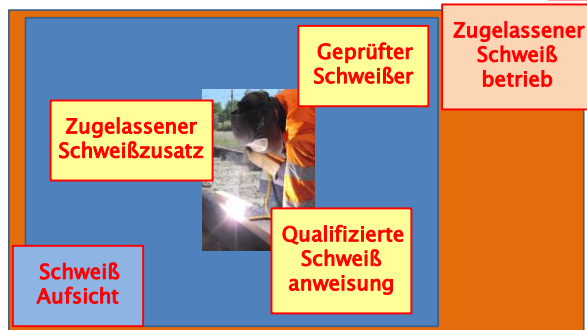 Zugelassener
Schweiß
betrieb
Geprüfter
Schweißer
Zugelassener
Schweißzusatz
Qualifizierte
Schweiß
anweisung
Schweiß
Aufsicht